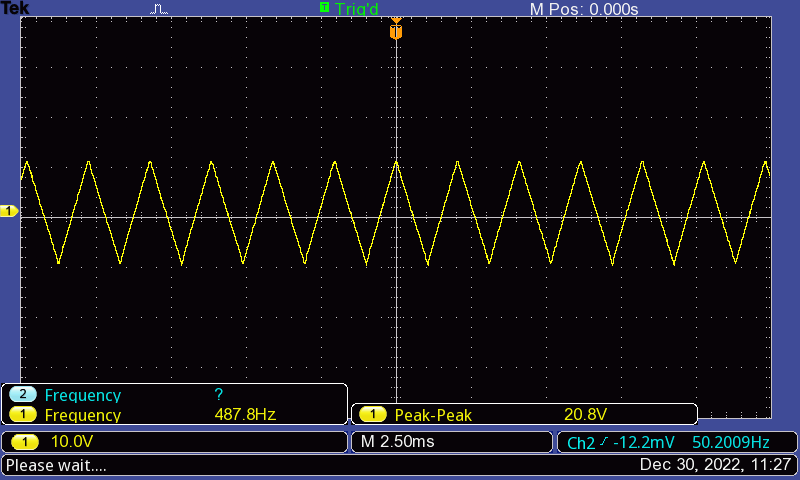 Tek T Trig'd M Pos: 0.000s
T
1
2 Frequency ?
1 Frequency 487.8Hz 1 Peak-Peak 20.8V
1 10.0V M 2.50ms Ch2 -12.2mV 50.2009Hz
Please wait.... Dec 30, 2022, 11:27